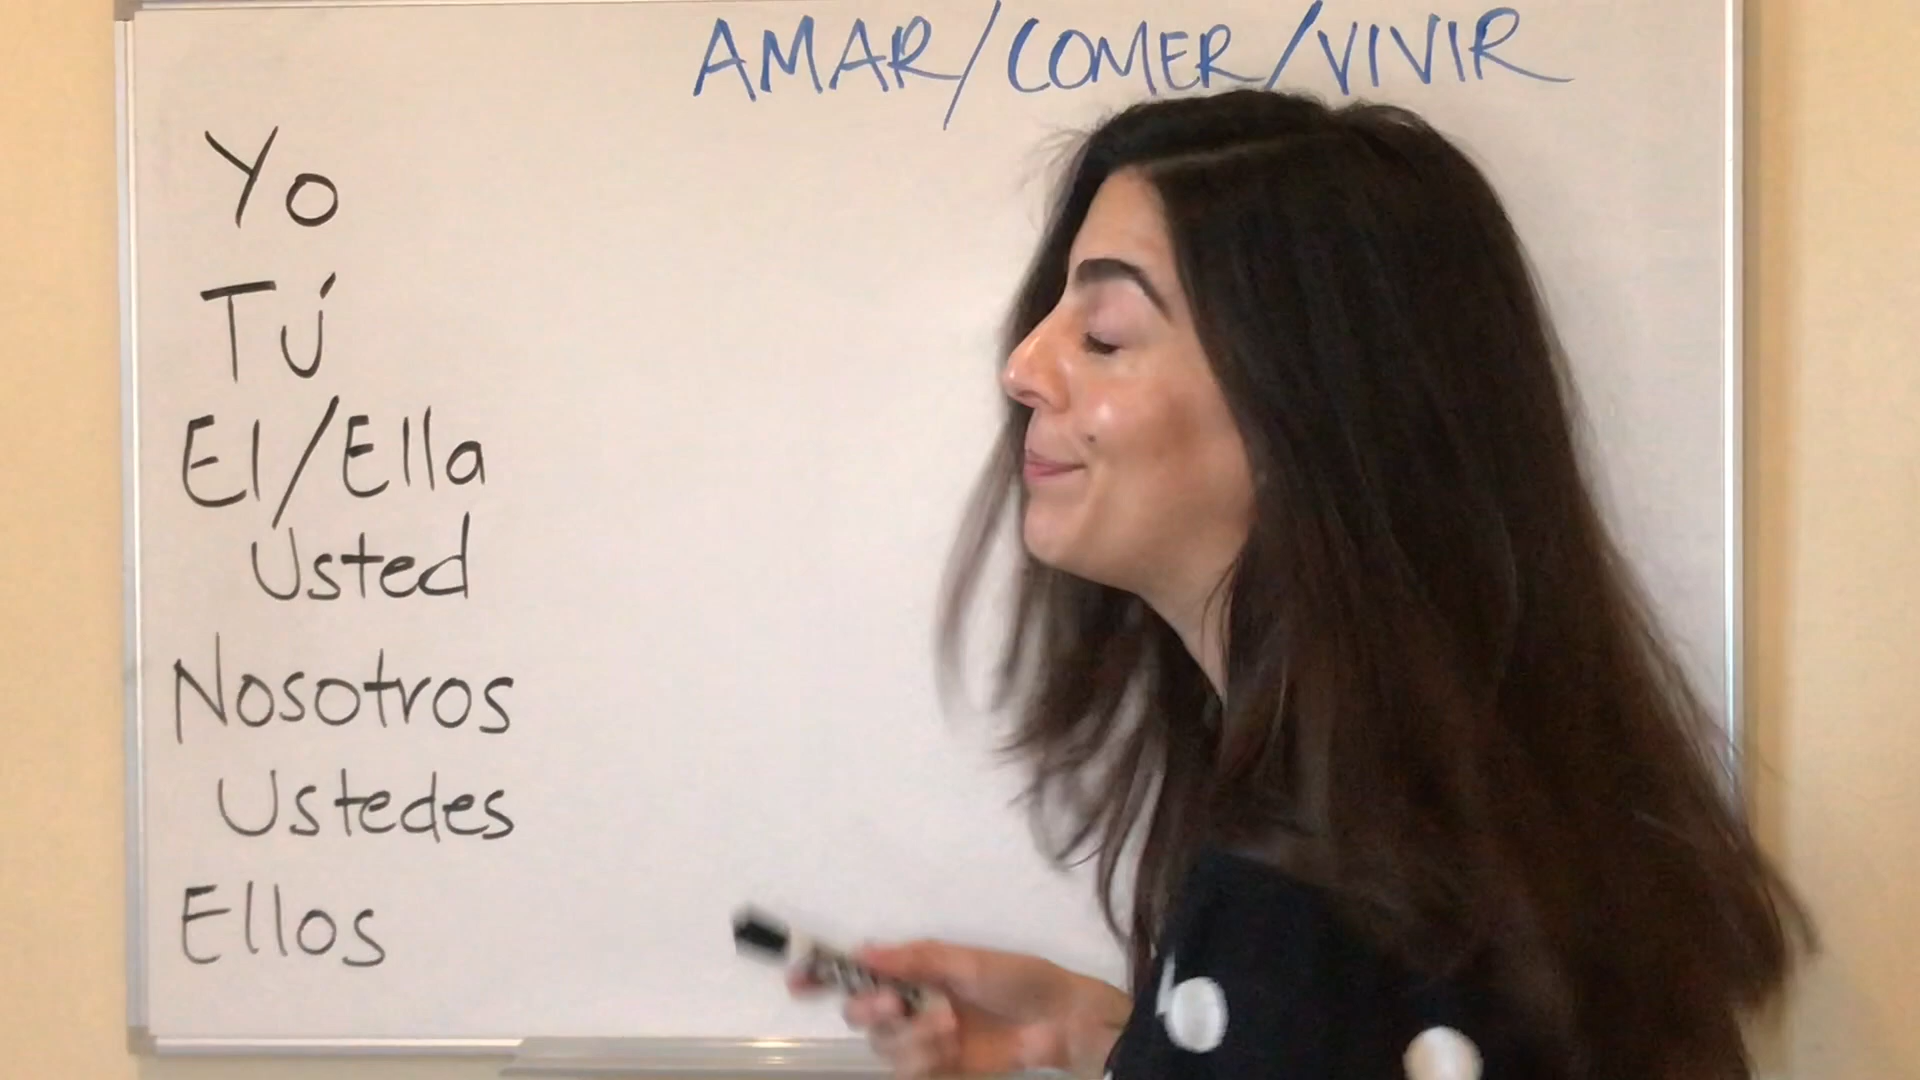 AMAR/COMER/VIVIR
Yo
Tú
El/Ella
Usted
Nosotros
Ustedes
Ellos